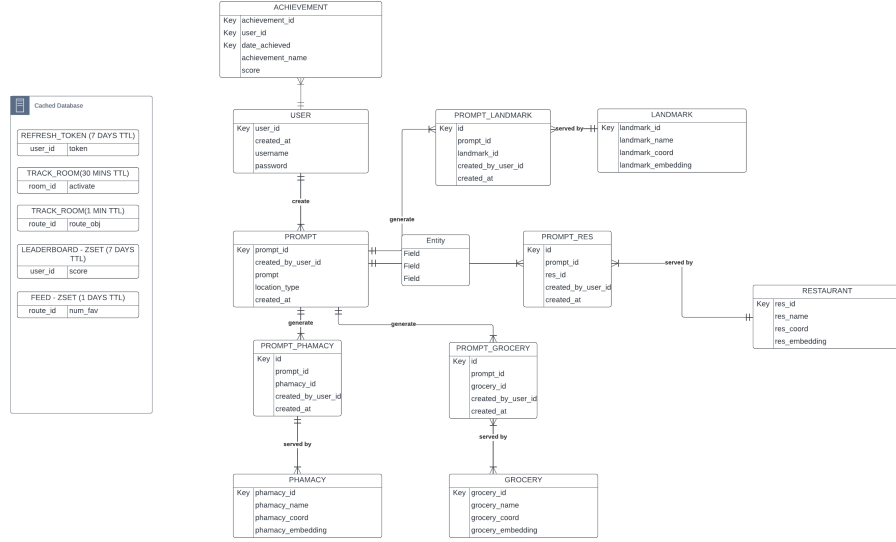 ACHIEVEMENT
Key achievement_id
Key user_id
Key date_achieved
achievement_name
score
Cached Database
REFRESH_TOKEN (7 DAYS TTL)
user_id token
TRACK_ROOM(30 MINS TTL)
room_id activate
TRACK_ROOM(1 MIN TTL)
route_id route_obj
LEADERBOARD - ZSET (7 DAYS
TTL)
user_id score
FEED - ZSET (1 DAYS TTL)
route_id num_fav
USER
Key user_id
created_at
username
password
create
PROMPT_LANDMARK
Key id
prompt_id
landmark_id
created_by_user_id
created_at
served by
LANDMARK
Key landmark_id
landmark_name
landmark_coord
landmark_embedding
generate
PROMPT
Key prompt_id
created_by_user_id
prompt
location_type
created_at
Entity
Field
Field
Field
PROMPT_RES
Key id
prompt_id
res_id
created_by_user_id
created_at
served by
RESTAURANT
Key res_id
res_name
res_coord
res_embedding
generate
generate
PROMPT_PHAMACY
Key id
prompt_id
phamacy_id
created_by_user_id
created_at
PROMPT_GROCERY
Key id
prompt_id
grocery_id
created_by_user_id
created_at
served by
served by
PHAMACY
Key phamacy_id
phamacy_name
phamacy_coord
phamacy_embedding
GROCERY
Key grocery_id
grocery_name
grocery_coord
grocery_embedding